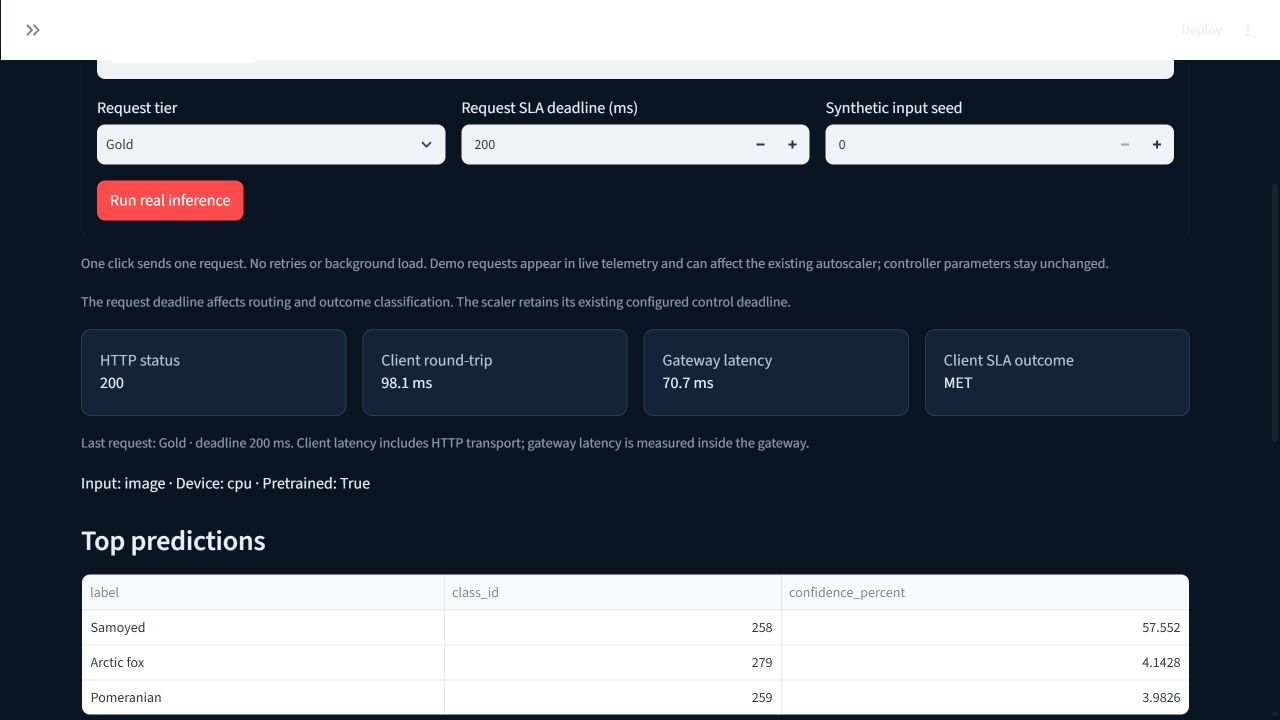 Deploy
Request tier
Request SLA deadline (ms)
Synthetic input seed
Gold
200
0
Run real inference
One click sends one request. No retries or background load. Demo requests appear in live telemetry and can affect the existing autoscaler; controller parameters stay unchanged.
The request deadline affects routing and outcome classification. The scaler retains its existing configured control deadline.
HTTP status
200
Client round-trip
98.1 ms
Gateway latency
70.7 ms
Client SLA outcome
MET
Last request: Gold · deadline 200 ms. Client latency includes HTTP transport; gateway latency is measured inside the gateway.
Input: image · Device: cpu · Pretrained: True
Top predictions
label class_id confidence_percent
Samoyed 258 57.552
Arctic fox 279 4.1428
Pomeranian 259 3.9826